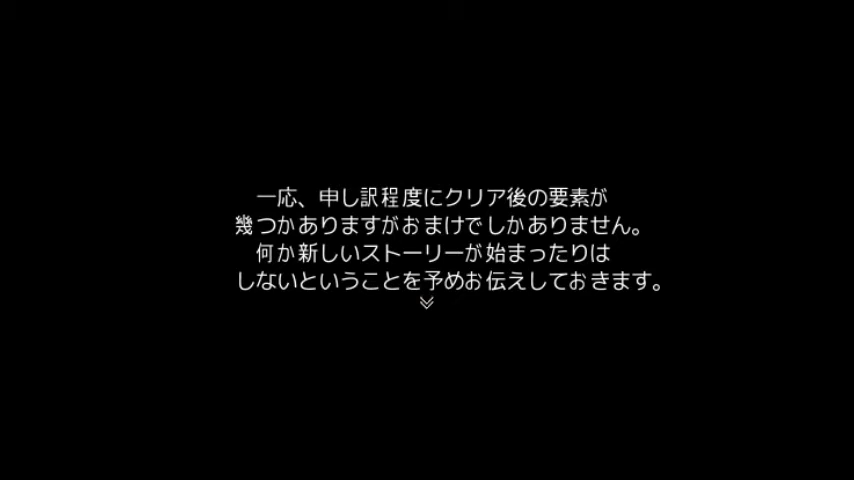 一応、申し訳程度にクリア後の要素が
幾つかありますがおまけでしかありません。
何か新しいストーリーが始まったりは
しないということを予めお伝えしておきます。